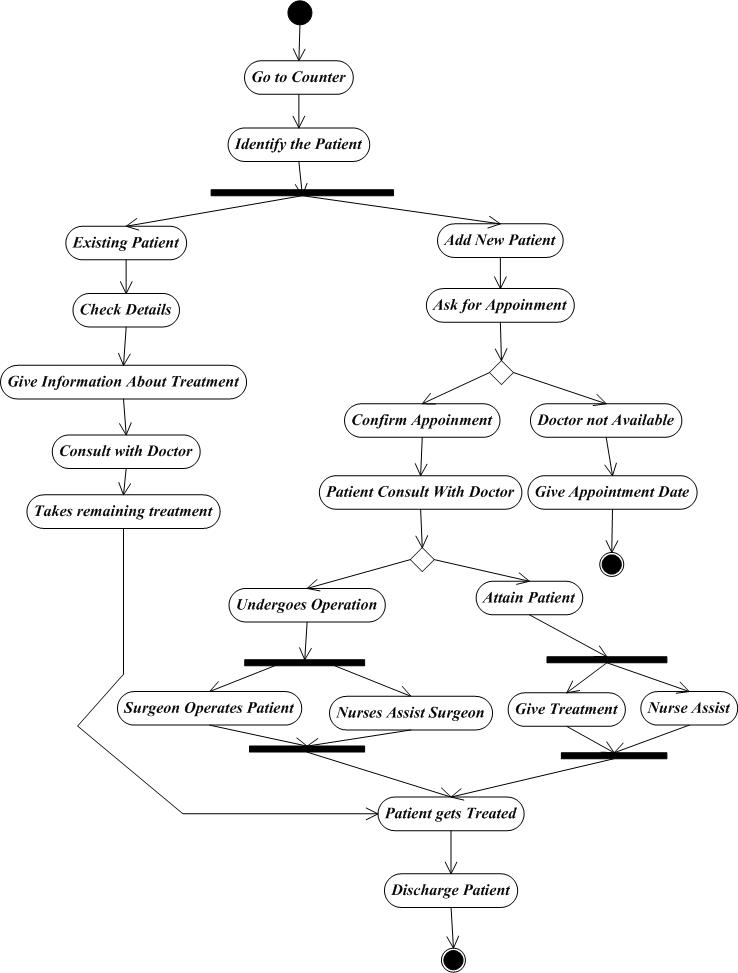 Go to Counter
Identify the Patient
Existing Patient
Add New Patient
Check Details
Ask for Appoinment
Give Information About Treatment
Confirm Appoinment
Doctor not Available
Consult with Doctor
Patient Consult With Doctor
Give Appointment Date
Takes remaining treatment
Undergoes Operation
Attain Patient
Surgeon Operates Patient
Nurses Assist Surgeon
Give Treatment
Nurse Assist
Patient gets Treated
Discharge Patient